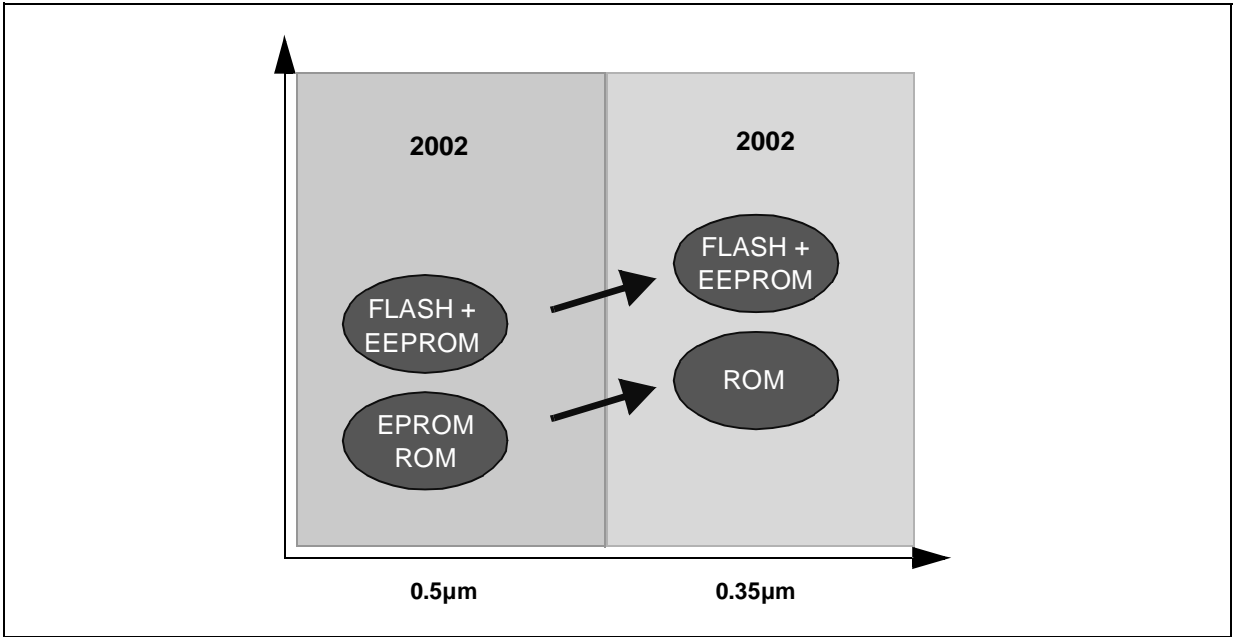 2002
2002
FLASH +
EEPROM
EPROM
ROM
FLASH +
EEPROM
ROM
0.5µm
0.35µm